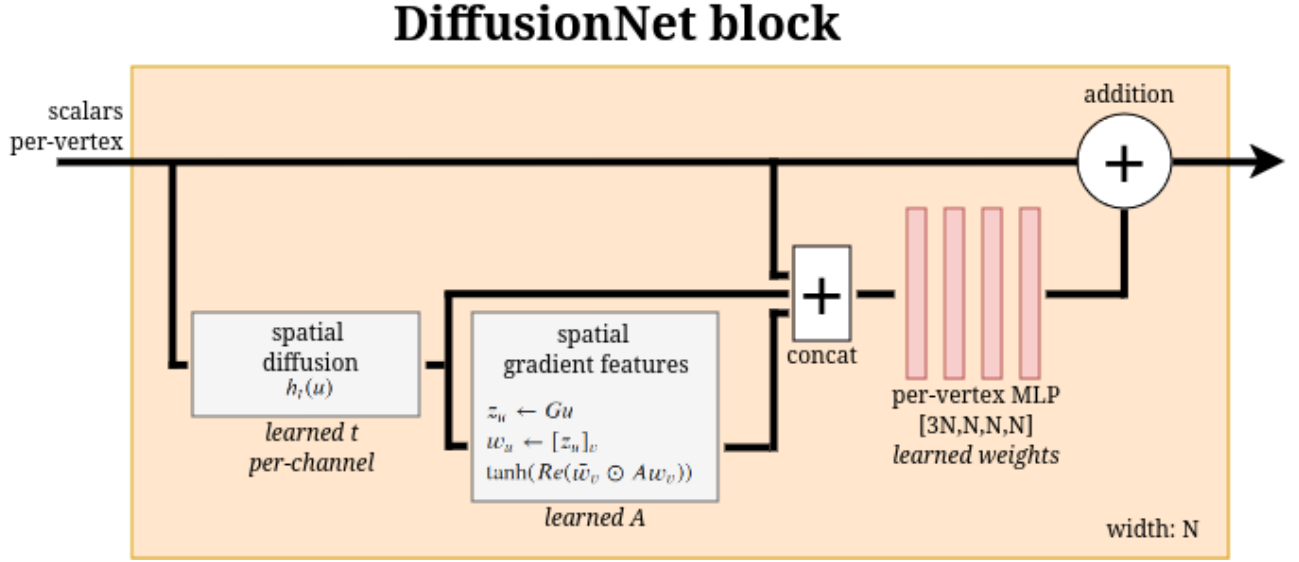 DiffusionNet block
scalars
per-vertex
addition
+
spatial
diffusion
hₜ(u)
learned t
per-channel
spatial
gradient features
zᵤ ← Gu
wᵤ ← [zᵤ]ᵥ
tanh(Re(w̄ᵥ ⊙ Awᵥ))
learned A
+
concat
per-vertex MLP
[3N,N,N,N]
learned weights
width: N